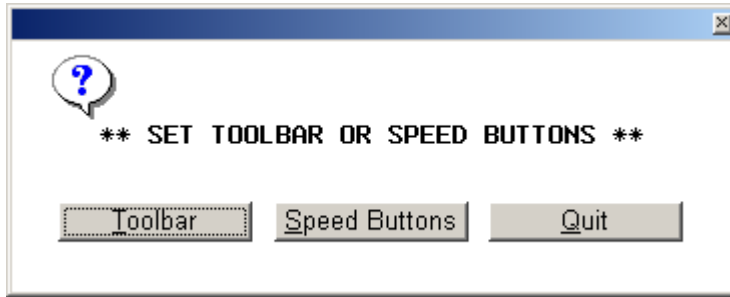 ?
** SET TOOLBAR OR SPEED BUTTONS **
Toolbar Speed Buttons Quit